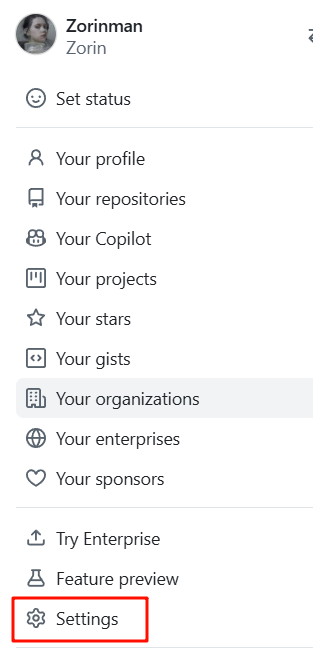 Zorinman
Zorin
Set status
Your profile
Your repositories
Your Copilot
Your projects
Your stars
Your gists
Your organizations
Your enterprises
Your sponsors
Try Enterprise
Feature preview
Settings